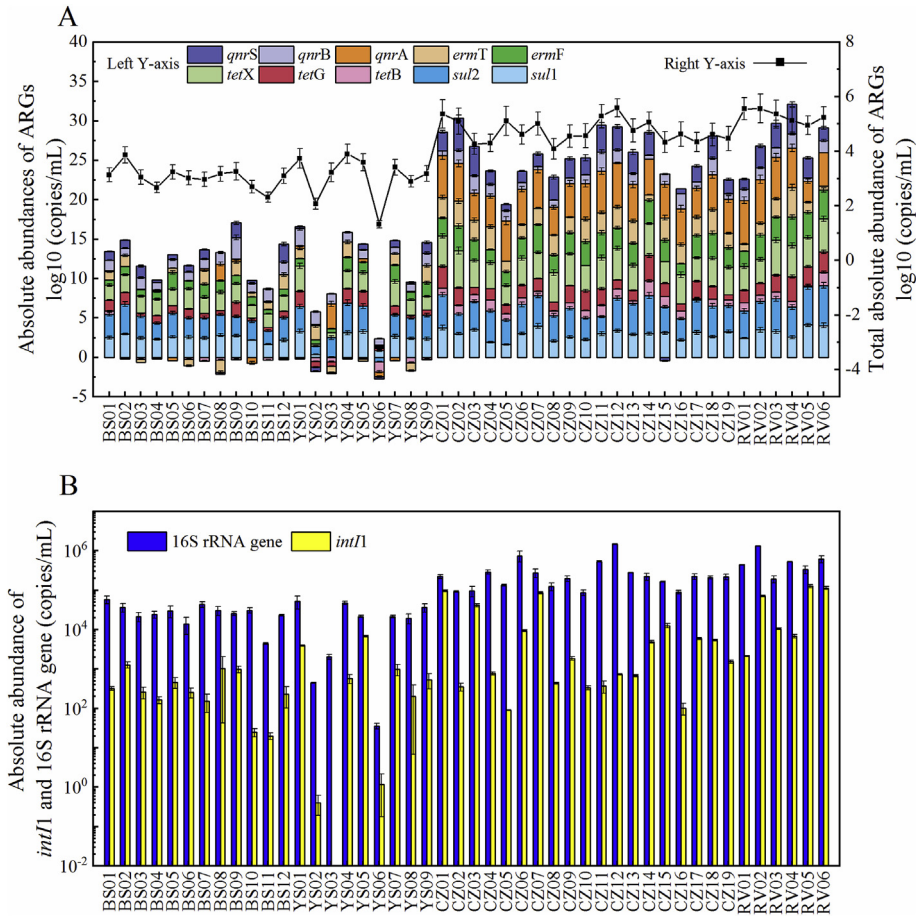 A
40
35
30
25
20
15
10
5
0
-5
8
6
4
2
0
-2
-4
Absolute abundances of ARGs
log10 (copies/mL)
Total absolute abundance of ARGs
log10 (copies/mL)
Left Y-axis
qnrS qnrB qnrA ermT ermF
tetX tetG tetB sul2 sul1
Right Y-axis
BS01 BS02 BS03 BS04 BS05 BS06 BS07 BS08 BS09 BS10 BS11 BS12 YS01 YS02 YS03 YS04 YS05 YS06 YS07 YS08 YS09 CZ01 CZ02 CZ03 CZ04 CZ05 CZ06 CZ07 CZ08 CZ09 CZ10 CZ11 CZ12 CZ13 CZ14 CZ15 CZ16 CZ17 CZ18 CZ19 RV01 RV02 RV03 RV04 RV05 RV06
B
Absolute abundance of
intI1 and 16S rRNA gene (copies/mL)
10^6
10^4
10^2
10^0
10^-2
16S rRNA gene intI1
BS01 BS02 BS03 BS04 BS05 BS06 BS07 BS08 BS09 BS10 BS11 BS12 YS01 YS02 YS03 YS04 YS05 YS06 YS07 YS08 YS09 CZ01 CZ02 CZ03 CZ04 CZ05 CZ06 CZ07 CZ08 CZ09 CZ10 CZ11 CZ12 CZ13 CZ14 CZ15 CZ16 CZ17 CZ18 CZ19 RV01 RV02 RV03 RV04 RV05 RV06